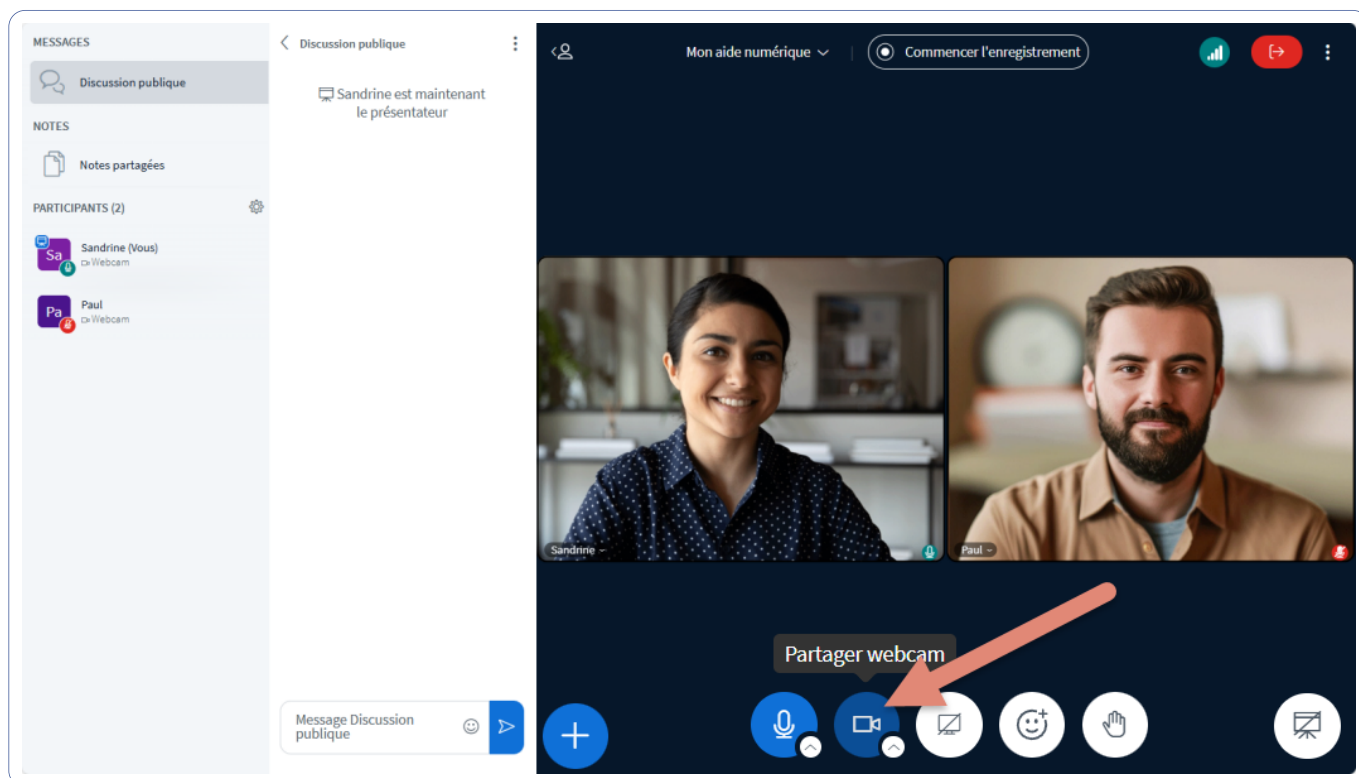 MESSAGES
Discussion publique
NOTES
Notes partagées
PARTICIPANTS (2)
Sa
Sandrine (Vous)
Webcam
Pa
Paul
Webcam
Discussion publique
Sandrine est maintenant
le présentateur
Message Discussion
publique
Mon aide numérique
Commencer l'enregistrement
Sandrine
Paul
Partager webcam